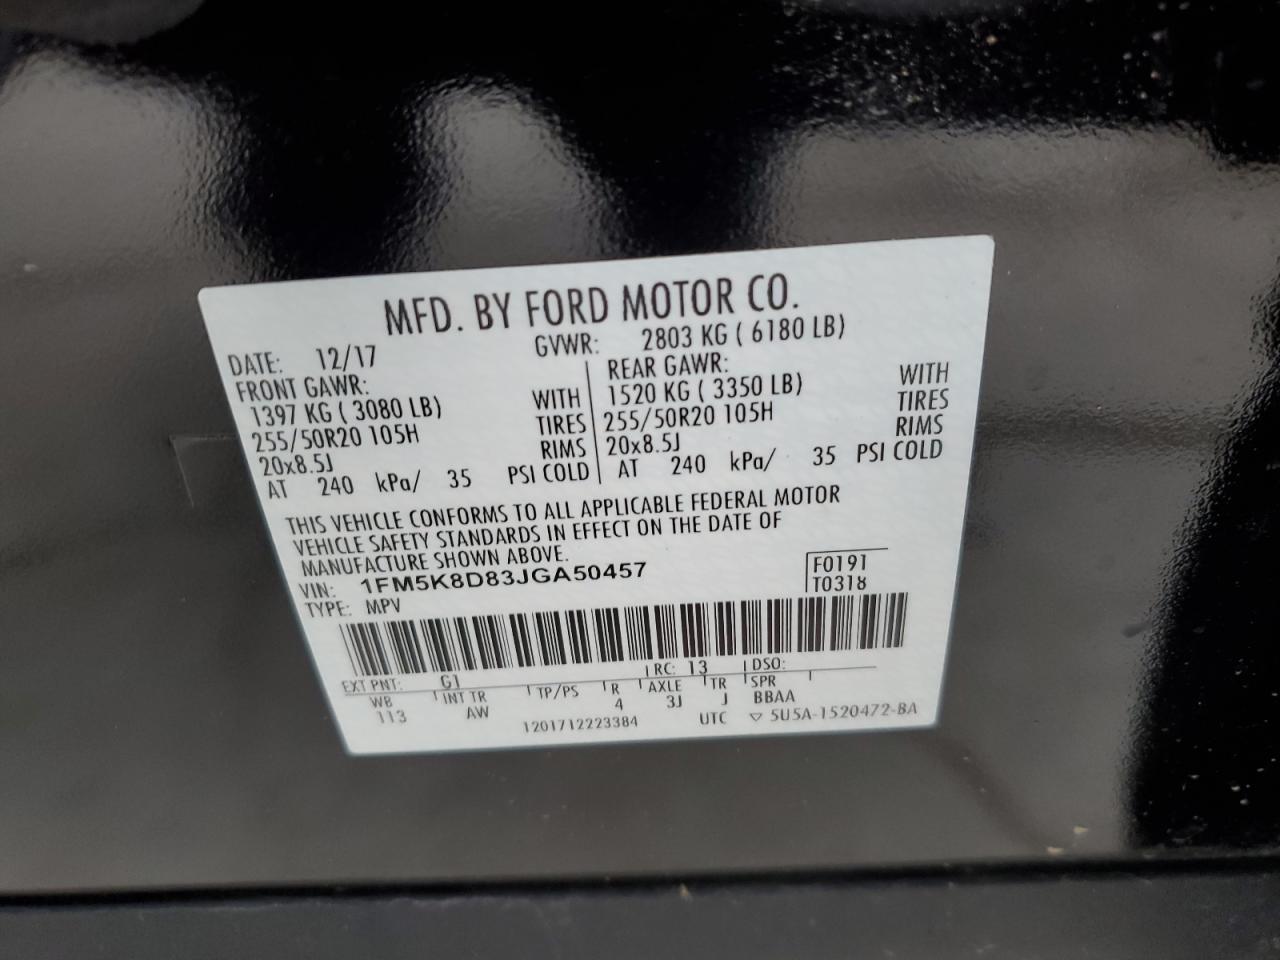 MFD. BY FORD MOTOR CO.
DATE: 12/17 GVWR: 2803 KG ( 6180 LB)
FRONT GAWR: REAR GAWR:
1397 KG ( 3080 LB) WITH 1520 KG ( 3350 LB) WITH
255/50R20 105H TIRES 255/50R20 105H TIRES
20x8.5J RIMS 20x8.5J RIMS
AT 240 kPa/ 35 PSI COLD AT 240 kPa/ 35 PSI COLD
THIS VEHICLE CONFORMS TO ALL APPLICABLE FEDERAL MOTOR
VEHICLE SAFETY STANDARDS IN EFFECT ON THE DATE OF
MANUFACTURE SHOWN ABOVE.
VIN: 1FM5K8D83JGA50457 F0191
TYPE: MPV T0318
EXT PNT: G1 RC: 13 DSO:
WB INT TR TP/PS R AXLE TR SPR
113 AW 4 3J J BBAA
1201712223384 UTC ▽ 5U5A-1520472-BA